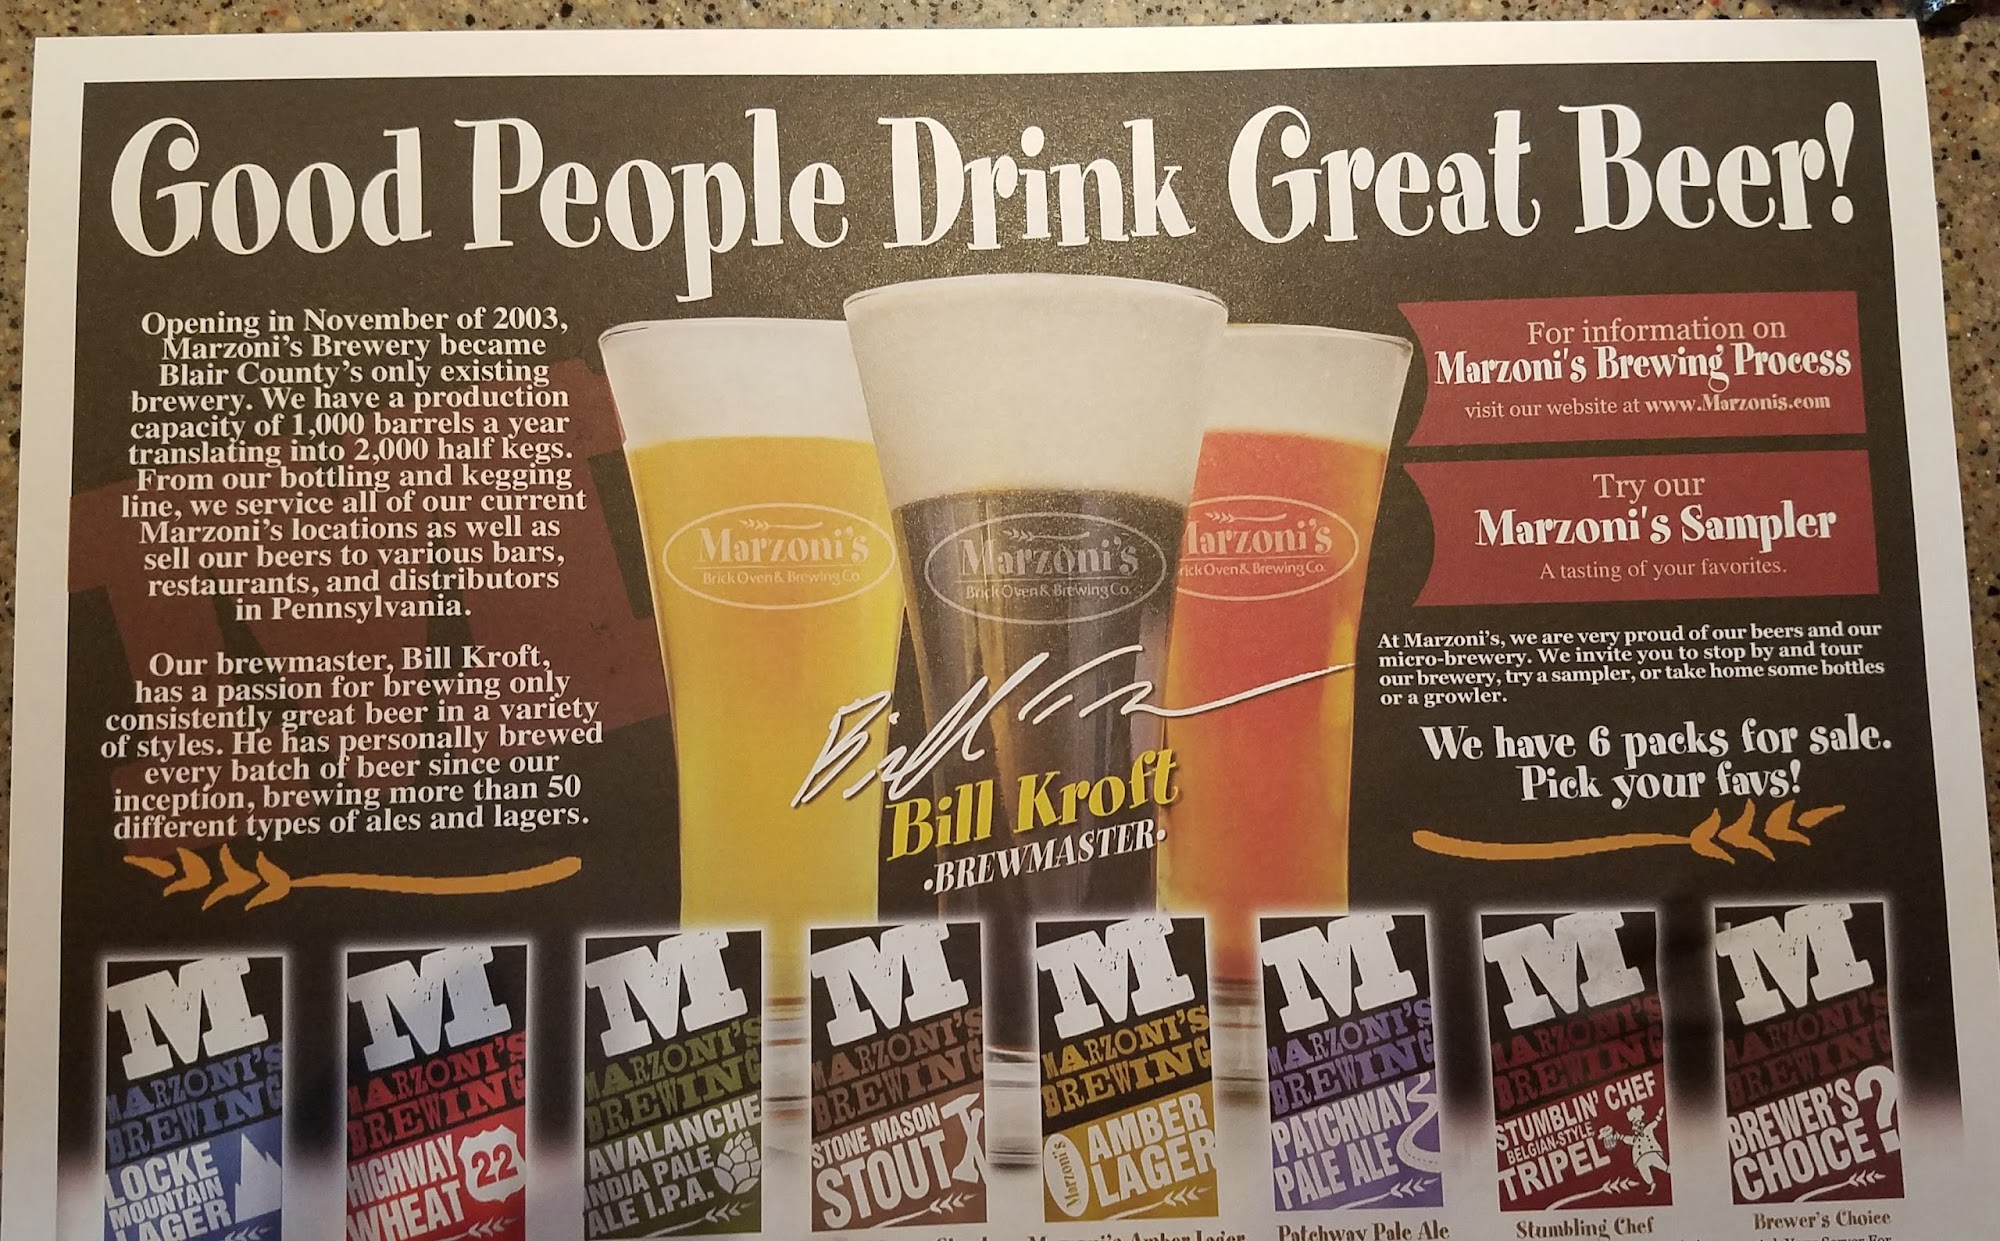 Good People Drink Great Beer!
Opening in November of 2003,
Marzoni's Brewery became
Blair County's only existing
brewery. We have a production
capacity of 1,000 barrels a year
translating into 2,000 half kegs.
From our bottling and kegging
line, we service all of our current
Marzoni's locations as well as
sell our beers to various bars,
restaurants, and distributors
in Pennsylvania.
Our brewmaster, Bill Kroft,
has a passion for brewing only
consistently great beer in a variety
of styles. He has personally brewed
every batch of beer since our
inception, brewing more than 50
different types of ales and lagers.
Marzoni's
Brick Oven & Brewing Co.
Marzoni's
Brick Oven & Brewing Co.
Marzoni's
Brick Oven & Brewing Co.
Bill
Bill Kroft
•BREWMASTER•
For information on
Marzoni's Brewing Process
visit our website at www.Marzonis.com
Try our
Marzoni's Sampler
A tasting of your favorites.
At Marzoni's, we are very proud of our beers and our
micro-brewery. We invite you to stop by and tour
our brewery, try a sampler, or take home some bottles
or a growler.
We have 6 packs for sale.
Pick your favs!
M
MARZONI'S
BREWING
LOCKE
MOUNTAIN
LAGER
M
MARZONI'S
BREWING
HIGHWAY
WHEAT
22
M
MARZONI'S
BREWING
AVALANCHE
INDIA PALE
ALE I.P.A.
M
MARZONI'S
BREWING
STONE MASON
STOUT
M
MARZONI'S
BREWING
Marzoni's
AMBER
LAGER
M
MARZONI'S
BREWING
PATCHWAY
PALE ALE
M
MARZONI'S
BREWING
STUMBLIN' CHEF
BELGIAN-STYLE
TRIPEL
M
MARZONI'S
BREWING
BREWER'S
CHOICE ?
Marzoni's Amber Lager
Patchway Pale Ale
Stumbling Chef
Brewer's Choice
Your Server For